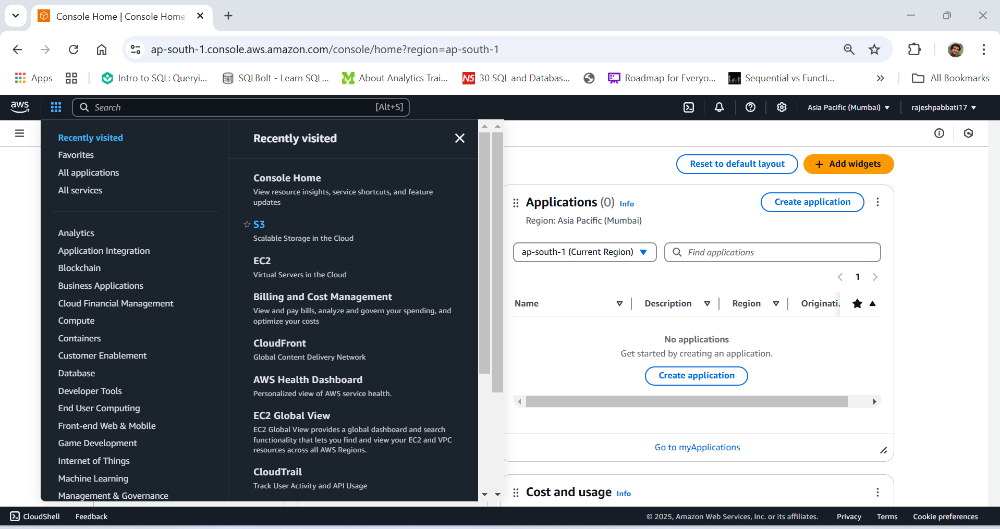 Console Home | Console Home
ap-south-1.console.aws.amazon.com/console/home?region=ap-south-1
Apps
Intro to SQL: Queryi...
SQLBolt - Learn SQL...
About Analytics Trai...
NS 30 SQL and Databas...
Roadmap for Everyo...
Sequential vs Functi...
All Bookmarks
aws
Search [Alt+S]
Asia Pacific (Mumbai)
rajeshpabbati17
Recently visited
Favorites
All applications
All services
Analytics
Application Integration
Blockchain
Business Applications
Cloud Financial Management
Compute
Containers
Customer Enablement
Database
Developer Tools
End User Computing
Front-end Web & Mobile
Game Development
Internet of Things
Machine Learning
Management & Governance
Recently visited
Console Home
View resource insights, service shortcuts, and feature
updates
S3
Scalable Storage in the Cloud
EC2
Virtual Servers in the Cloud
Billing and Cost Management
View and pay bills, analyze and govern your spending, and
optimize your costs
CloudFront
Global Content Delivery Network
AWS Health Dashboard
Personalized view of AWS service health.
EC2 Global View
EC2 Global View provides a global dashboard and search
functionality that lets you find and view your EC2 and VPC
resources across all AWS Regions.
CloudTrail
Track User Activity and API Usage
Reset to default layout
Add widgets
Applications (0) Info
Region: Asia Pacific (Mumbai)
Create application
ap-south-1 (Current Region)
Find applications
1
Name Description Region Originati.
No applications
Get started by creating an application.
Create application
Go to myApplications
Cost and usage Info
CloudShell Feedback
© 2025, Amazon Web Services, Inc. or its affiliates. Privacy Terms Cookie preferences